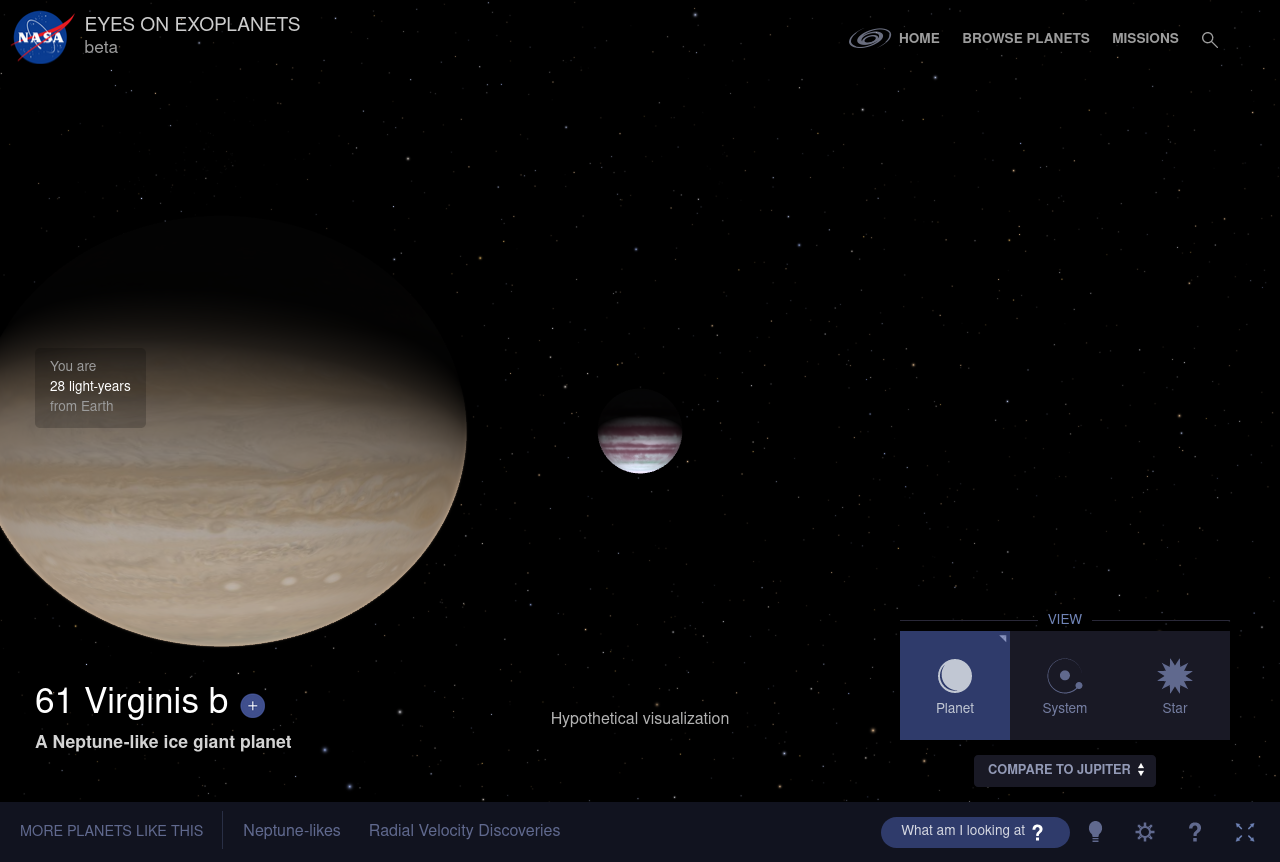 NASA
EYES ON EXOPLANETS
beta
HOME
BROWSE PLANETS
MISSIONS
You are
28 light-years
from Earth
61 Virginis b +
A Neptune-like ice giant planet
Hypothetical visualization
VIEW
Planet
System
Star
COMPARE TO JUPITER
MORE PLANETS LIKE THIS
Neptune-likes
Radial Velocity Discoveries
What am I looking at ?
?